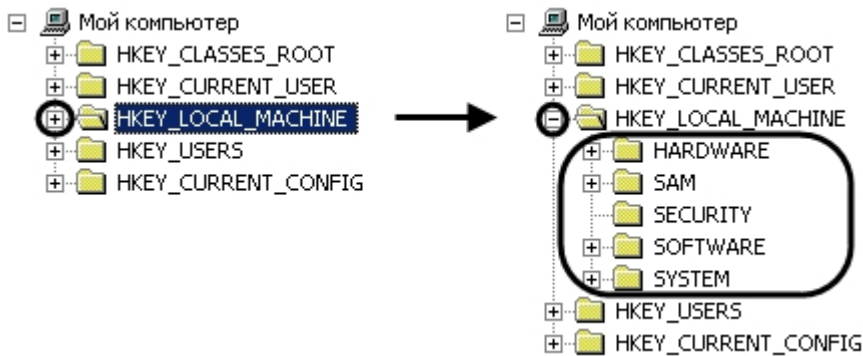 Мой компьютер
HKEY_CLASSES_ROOT
HKEY_CURRENT_USER
HKEY_LOCAL_MACHINE
HKEY_USERS
HKEY_CURRENT_CONFIG
Мой компьютер
HKEY_CLASSES_ROOT
HKEY_CURRENT_USER
HKEY_LOCAL_MACHINE
HARDWARE
SAM
SECURITY
SOFTWARE
SYSTEM
HKEY_USERS
HKEY_CURRENT_CONFIG